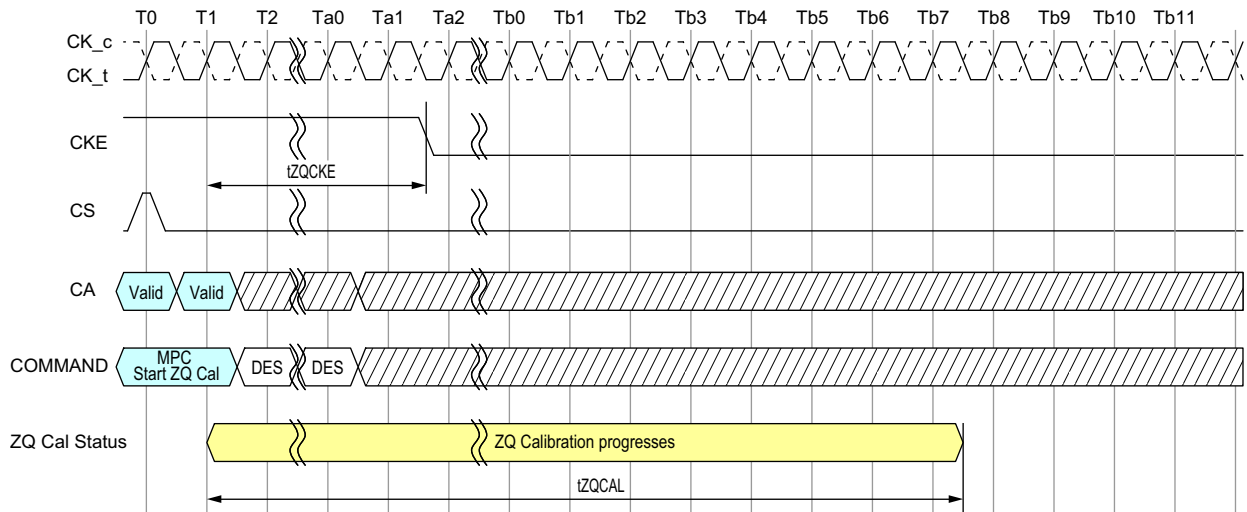 T0 T1 T2 Ta0 Ta1 Ta2 Tb0 Tb1 Tb2 Tb3 Tb4 Tb5 Tb6 Tb7 Tb8 Tb9 Tb10 Tb11
CK_c
CK_t
CKE
tZQCKE
CS
CA Valid Valid
COMMAND MPC Start ZQ Cal DES DES
ZQ Cal Status ZQ Calibration progresses
tZQCAL